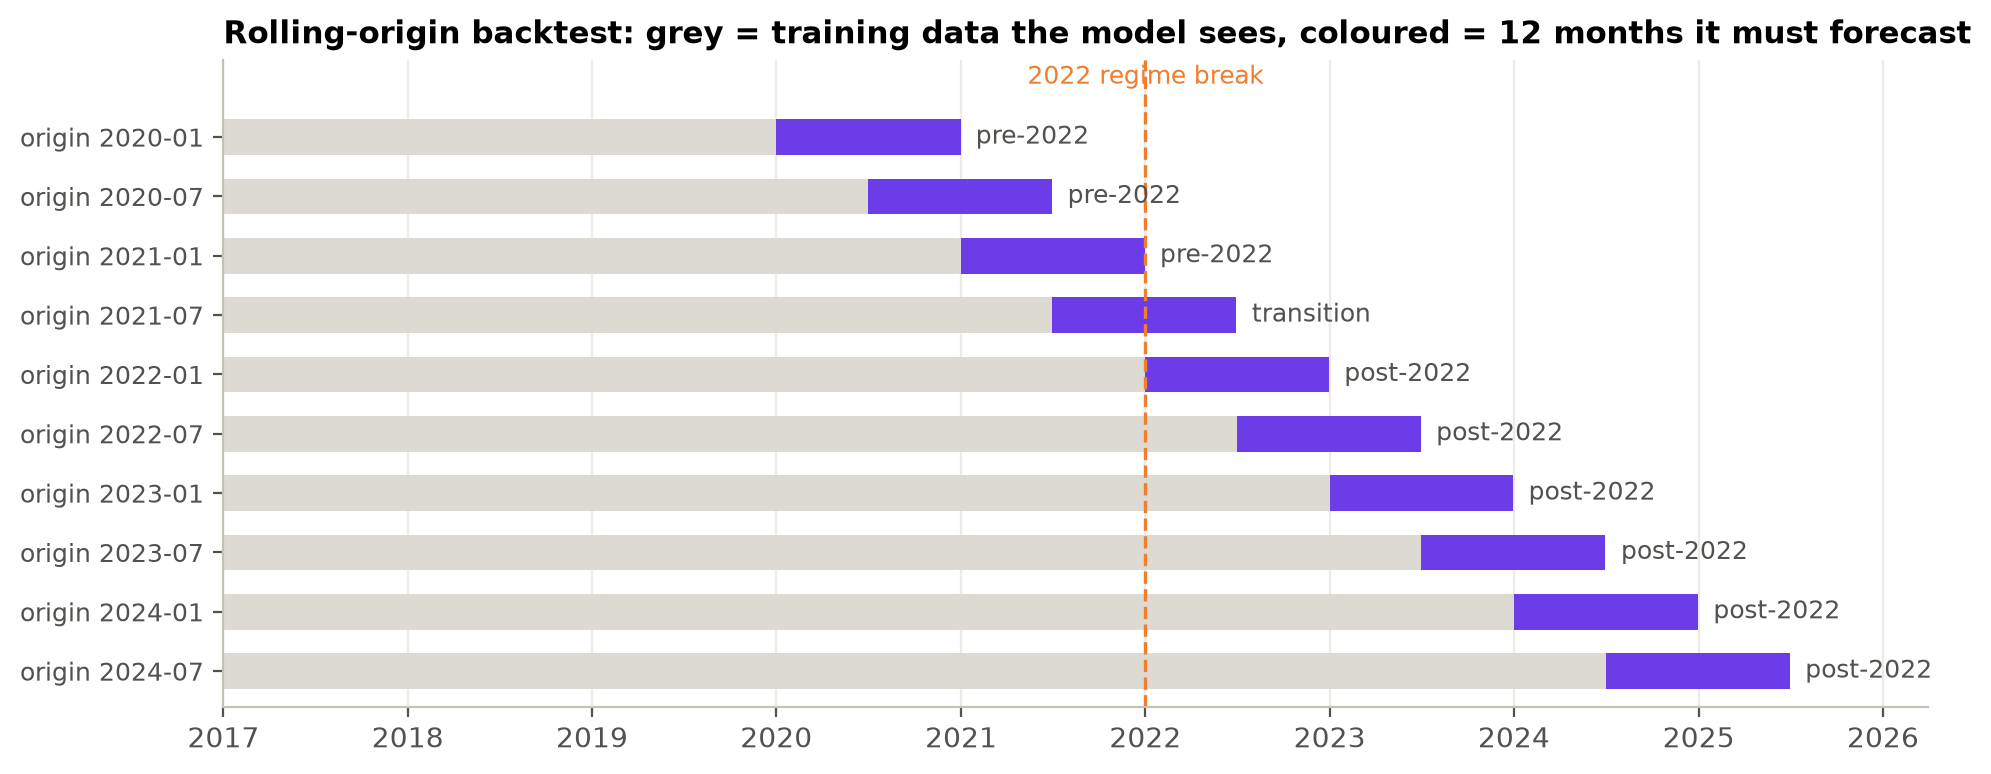 Rolling-origin backtest: grey = training data the model sees, coloured = 12 months it must forecast
2022 regime break
origin 2020-01 pre-2022
origin 2020-07 pre-2022
origin 2021-01 pre-2022
origin 2021-07 transition
origin 2022-01 post-2022
origin 2022-07 post-2022
origin 2023-01 post-2022
origin 2023-07 post-2022
origin 2024-01 post-2022
origin 2024-07 post-2022
2017 2018 2019 2020 2021 2022 2023 2024 2025 2026